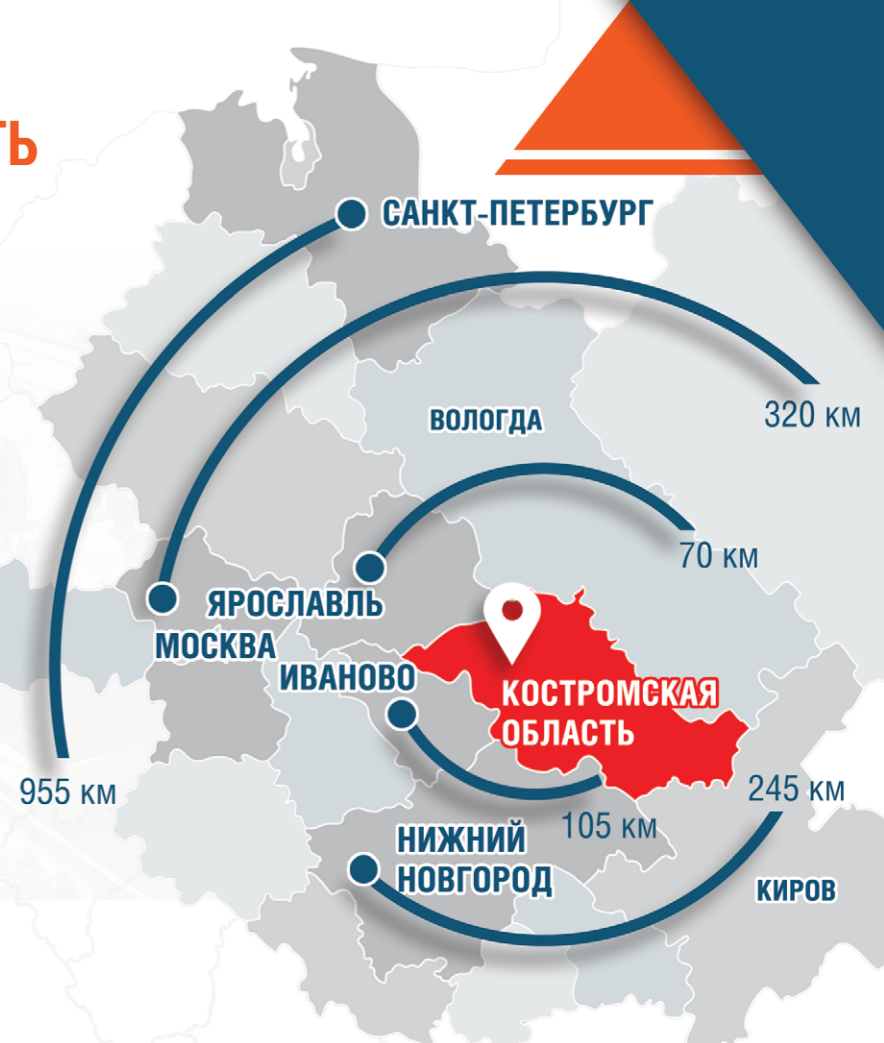 ТЬ
САНКТ-ПЕТЕРБУРГ
320 км
ВОЛОГДА
70 км
ЯРОСЛАВЛЬ
МОСКВА
ИВАНОВО
КОСТРОМСКАЯ
ОБЛАСТЬ
955 км
245 км
105 км
НИЖНИЙ
НОВГОРОД
КИРОВ